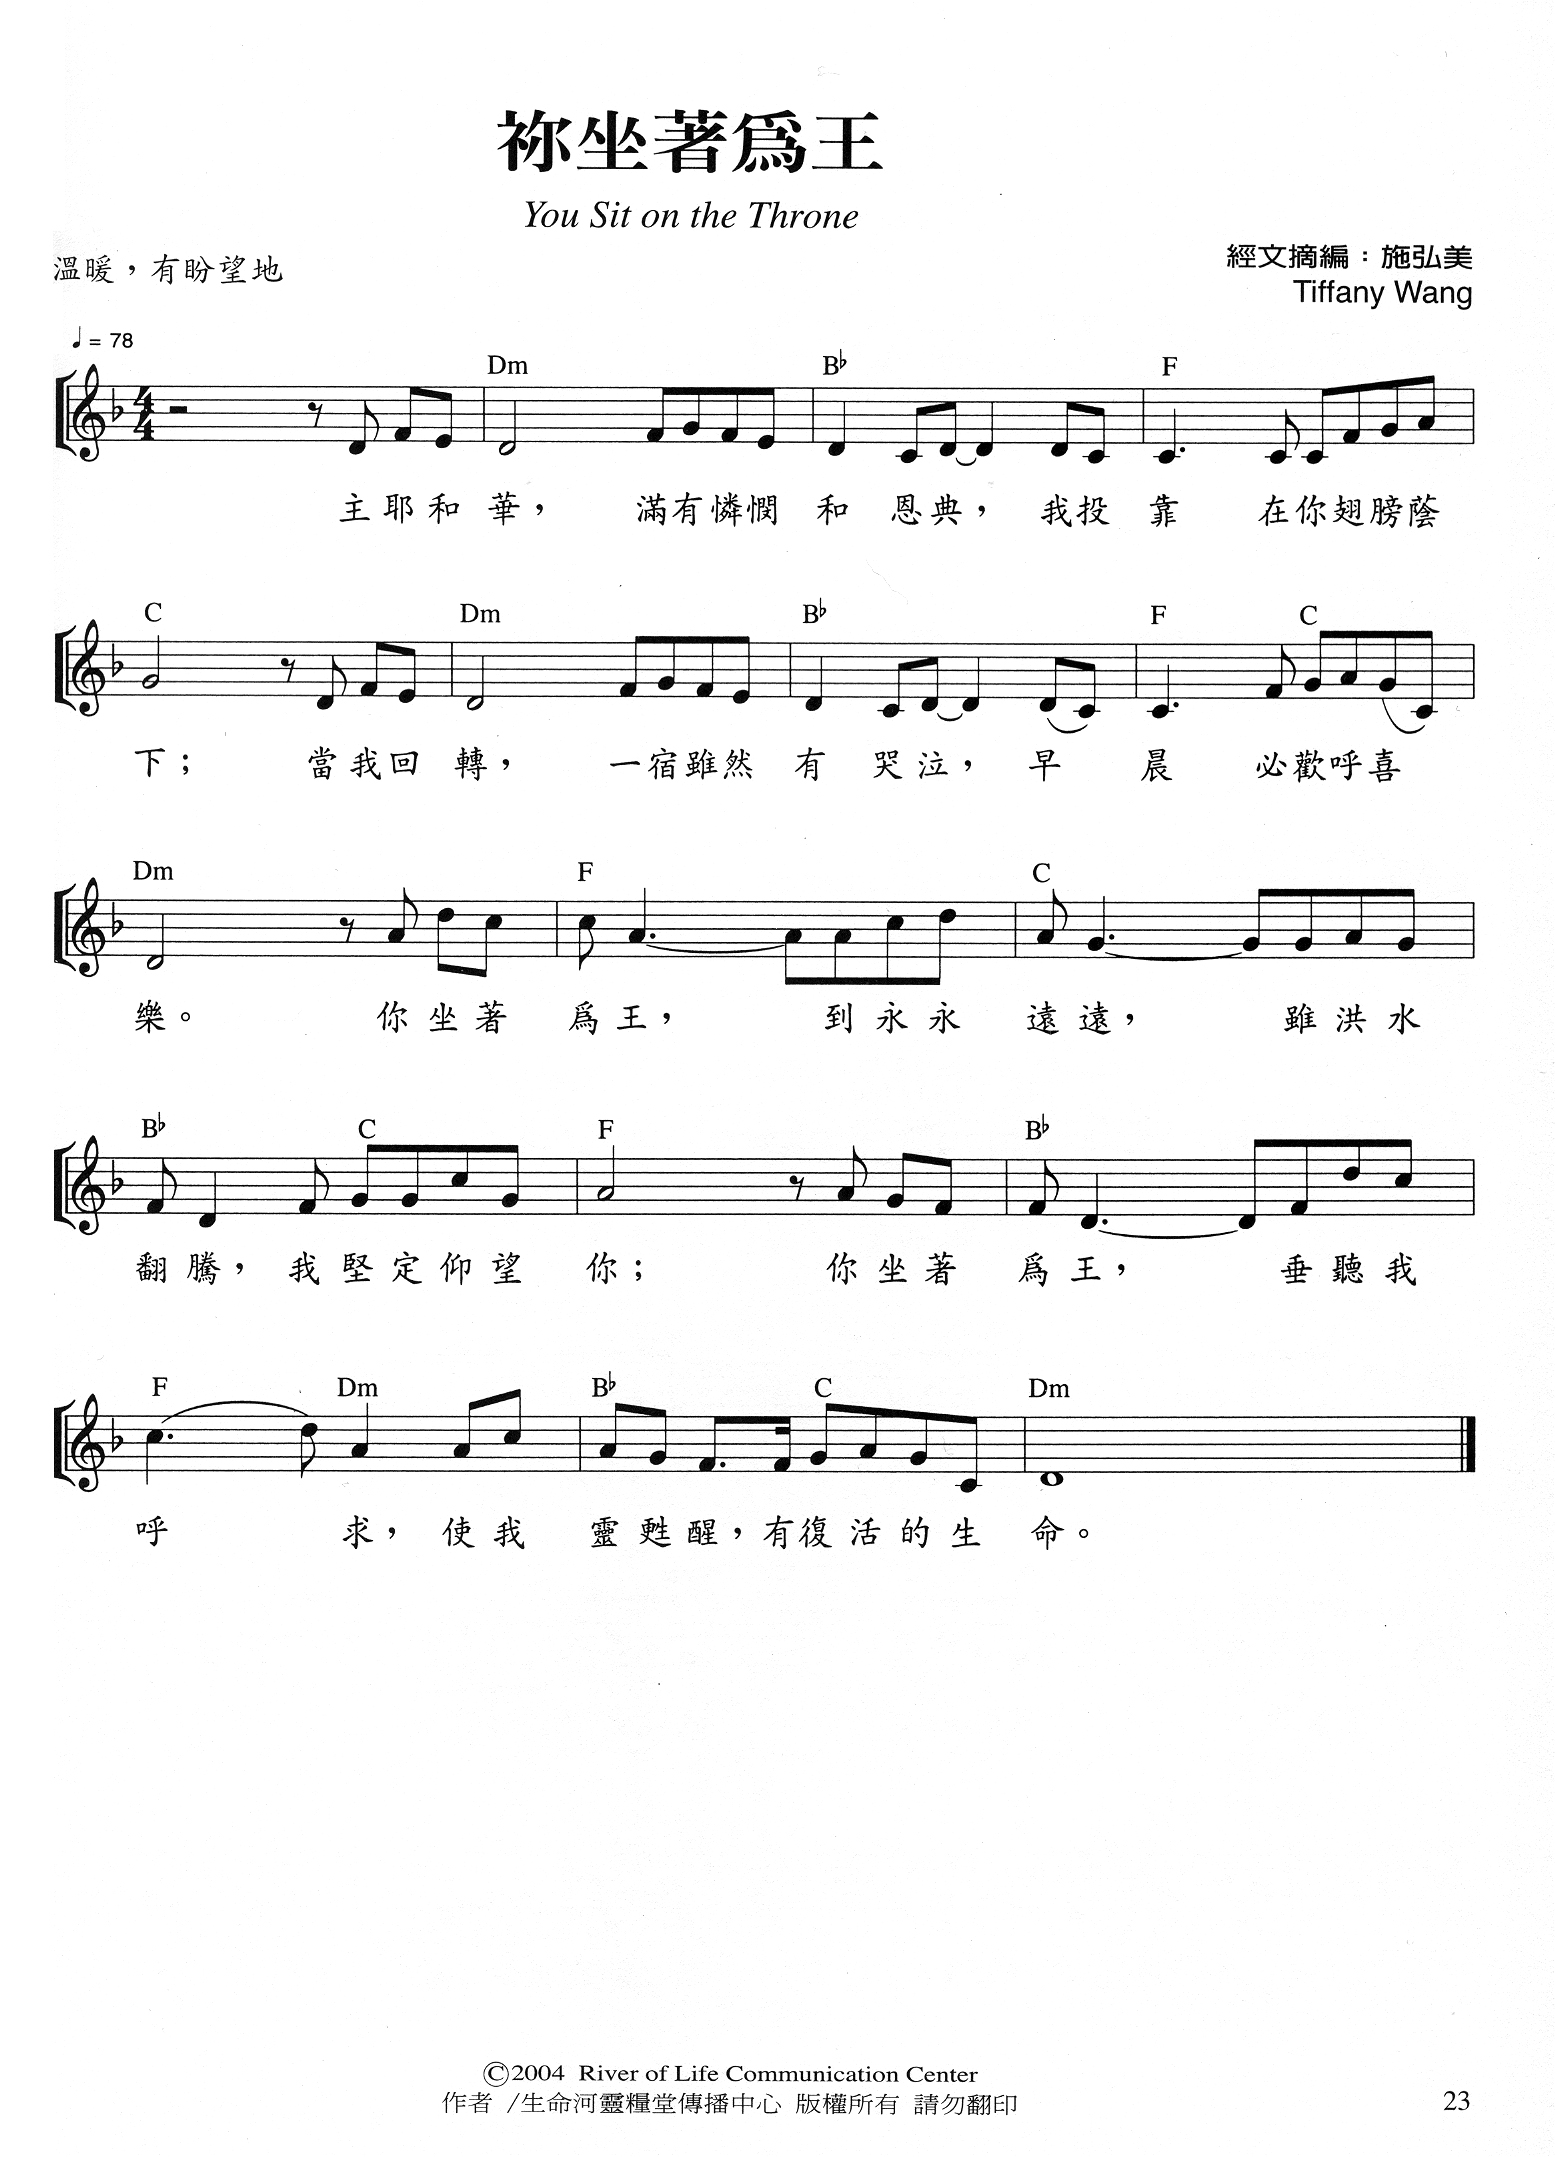 祢坐著爲王
You Sit on the Throne
溫暖，有盼望地
經文摘編：施弘美
Tiffany Wang
♩= 78
Dm B♭ F
主耶和華，滿有憐憫和恩典，我投靠在你翅膀蔭
C Dm B♭ F C
下；當我回轉，一宿雖然有哭泣，早晨必歡呼喜
Dm F C
樂。你坐著爲王，到永永遠遠，雖洪水
B♭ C F B♭
翻騰，我堅定仰望你；你坐著爲王，垂聽我
F Dm B♭ C Dm
呼求，使我靈甦醒，有復活的生命。
©2004 River of Life Communication Center
作者 /生命河靈糧堂傳播中心 版權所有 請勿翻印
23